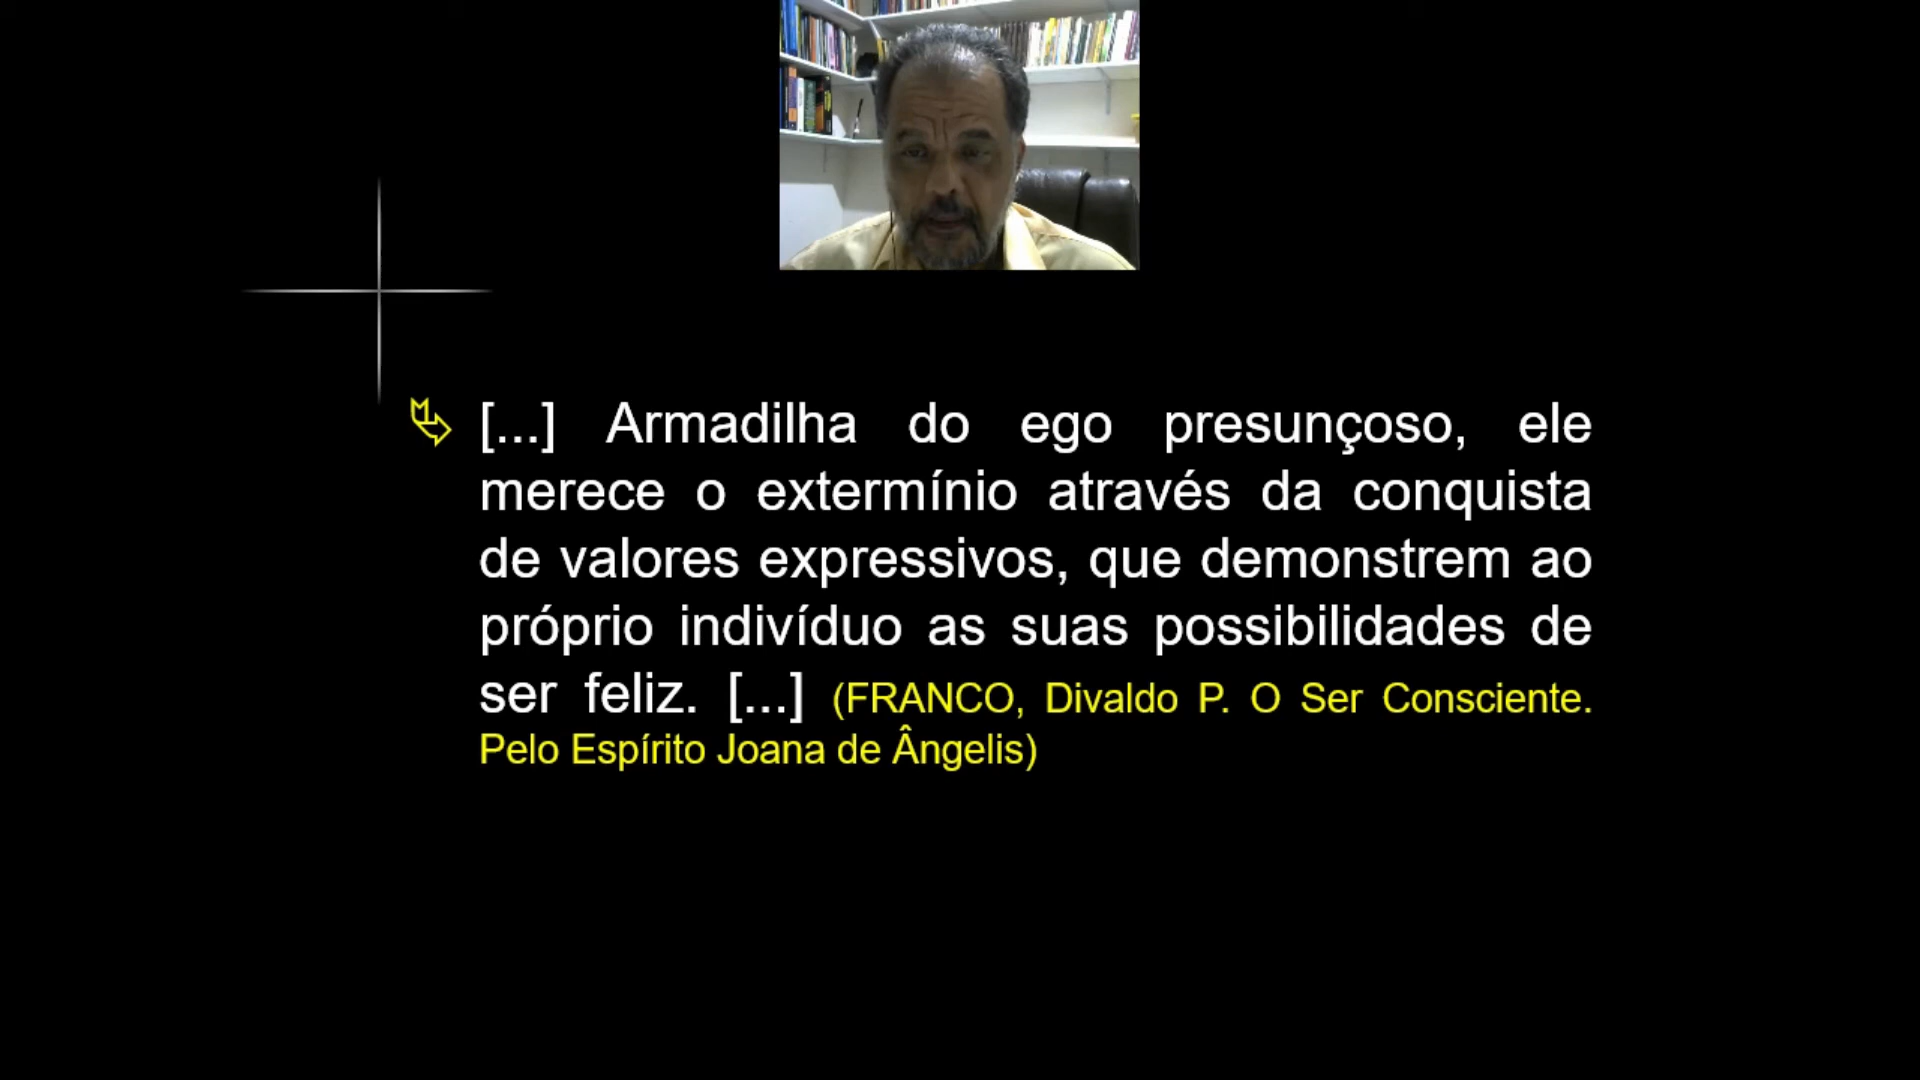 [...] Armadilha do ego presunçoso, ele
merece o extermínio através da conquista
de valores expressivos, que demonstrem ao
próprio indivíduo as suas possibilidades de
ser feliz. [...] (FRANCO, Divaldo P. O Ser Consciente.
Pelo Espírito Joana de Ângelis)